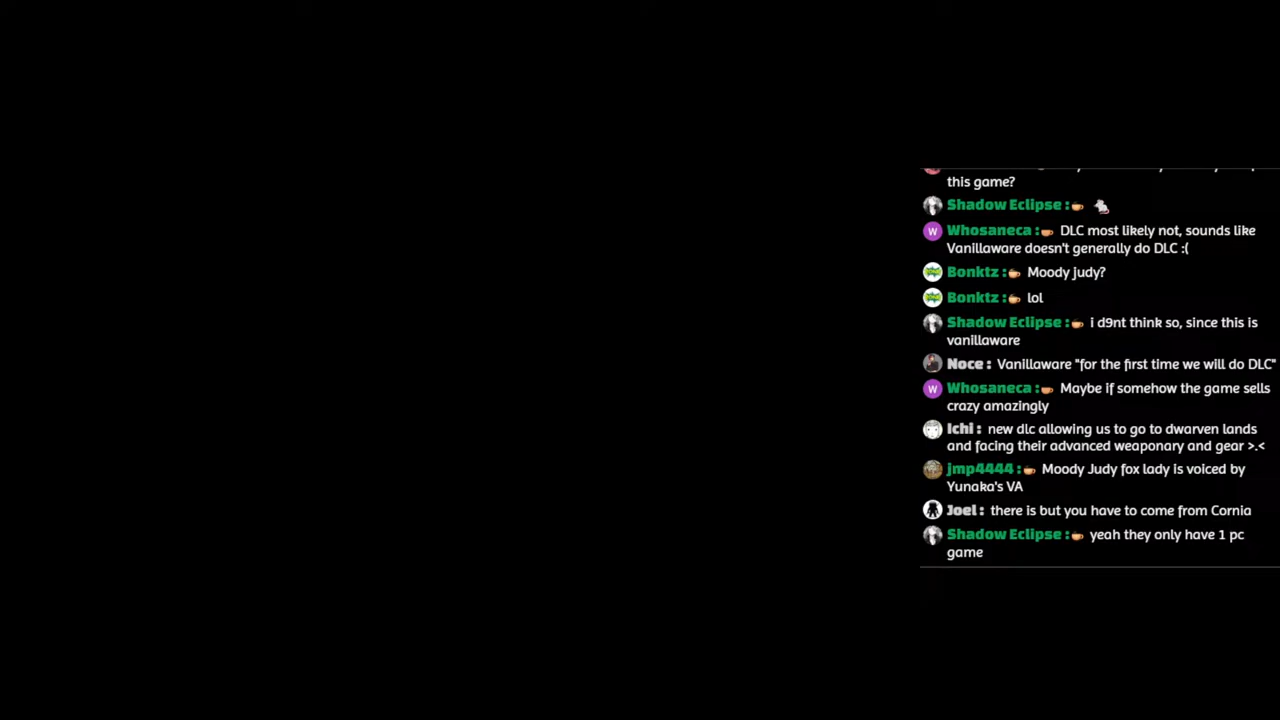 this game?
Shadow Eclipse :
Whosaneca : DLC most likely not, sounds like
Vanillaware doesn't generally do DLC :(
Bonktz : Moody judy?
Bonktz : lol
Shadow Eclipse : i d9nt think so, since this is
vanillaware
Noce : Vanillaware "for the first time we will do DLC"
W Whosaneca : Maybe if somehow the game sells
crazy amazingly
Ichi : new dlc allowing us to go to dwarven lands
and facing their advanced weaponary and gear >.<
jmp4444 : Moody Judy fox lady is voiced by
Yunaka's VA
Joel : there is but you have to come from Cornia
Shadow Eclipse : yeah they only have 1 pc
game